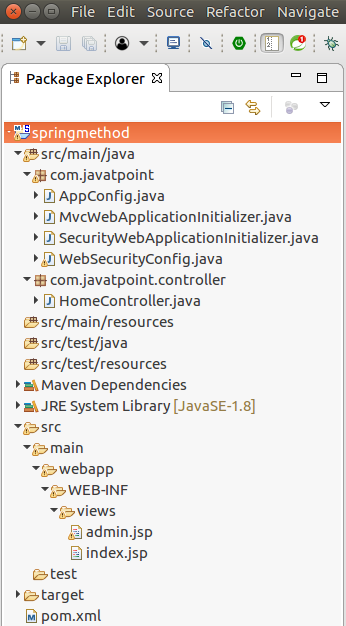 File Edit Source Refactor Navigate
Package Explorer
springmethod
src/main/java
com.javatpoint
AppConfig.java
MvcWebApplicationInitializer.java
SecurityWebApplicationInitializer.java
WebSecurityConfig.java
com.javatpoint.controller
HomeController.java
src/main/resources
src/test/java
src/test/resources
Maven Dependencies
JRE System Library [JavaSE-1.8]
src
main
webapp
WEB-INF
views
admin.jsp
index.jsp
test
target
pom.xml